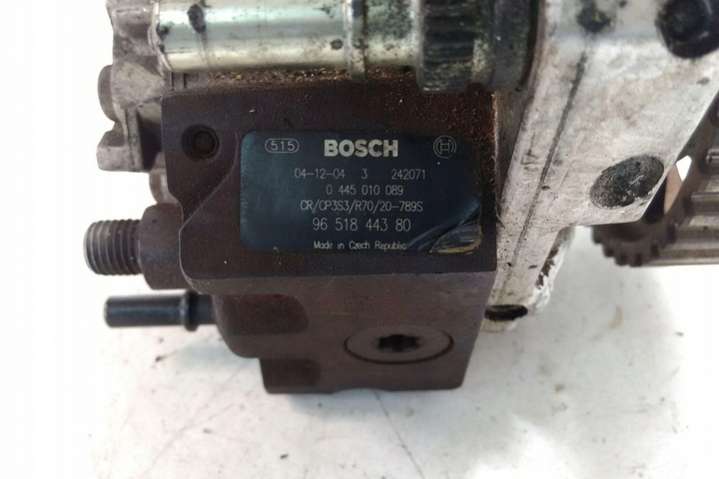 515 BOSCH
04-12-04 3 242071
0 445 010 089
CR/CP3S3/R70/20-789S
96 518 443 80
Made in Czech Republic